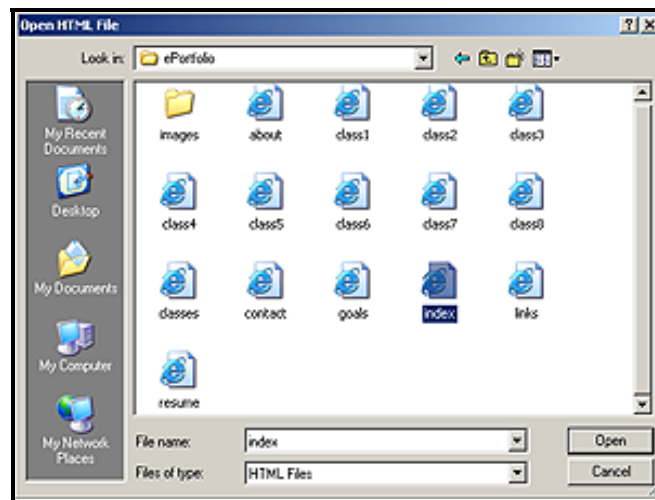 Open HTML File
Look in: ePortfolio
My Recent Documents
Desktop
My Documents
My Computer
My Network Places
images about class1 class2 class3
class4 class5 class6 class7 class8
classes contact goals index links
resume
File name: index Open
Files of type: HTML Files Cancel